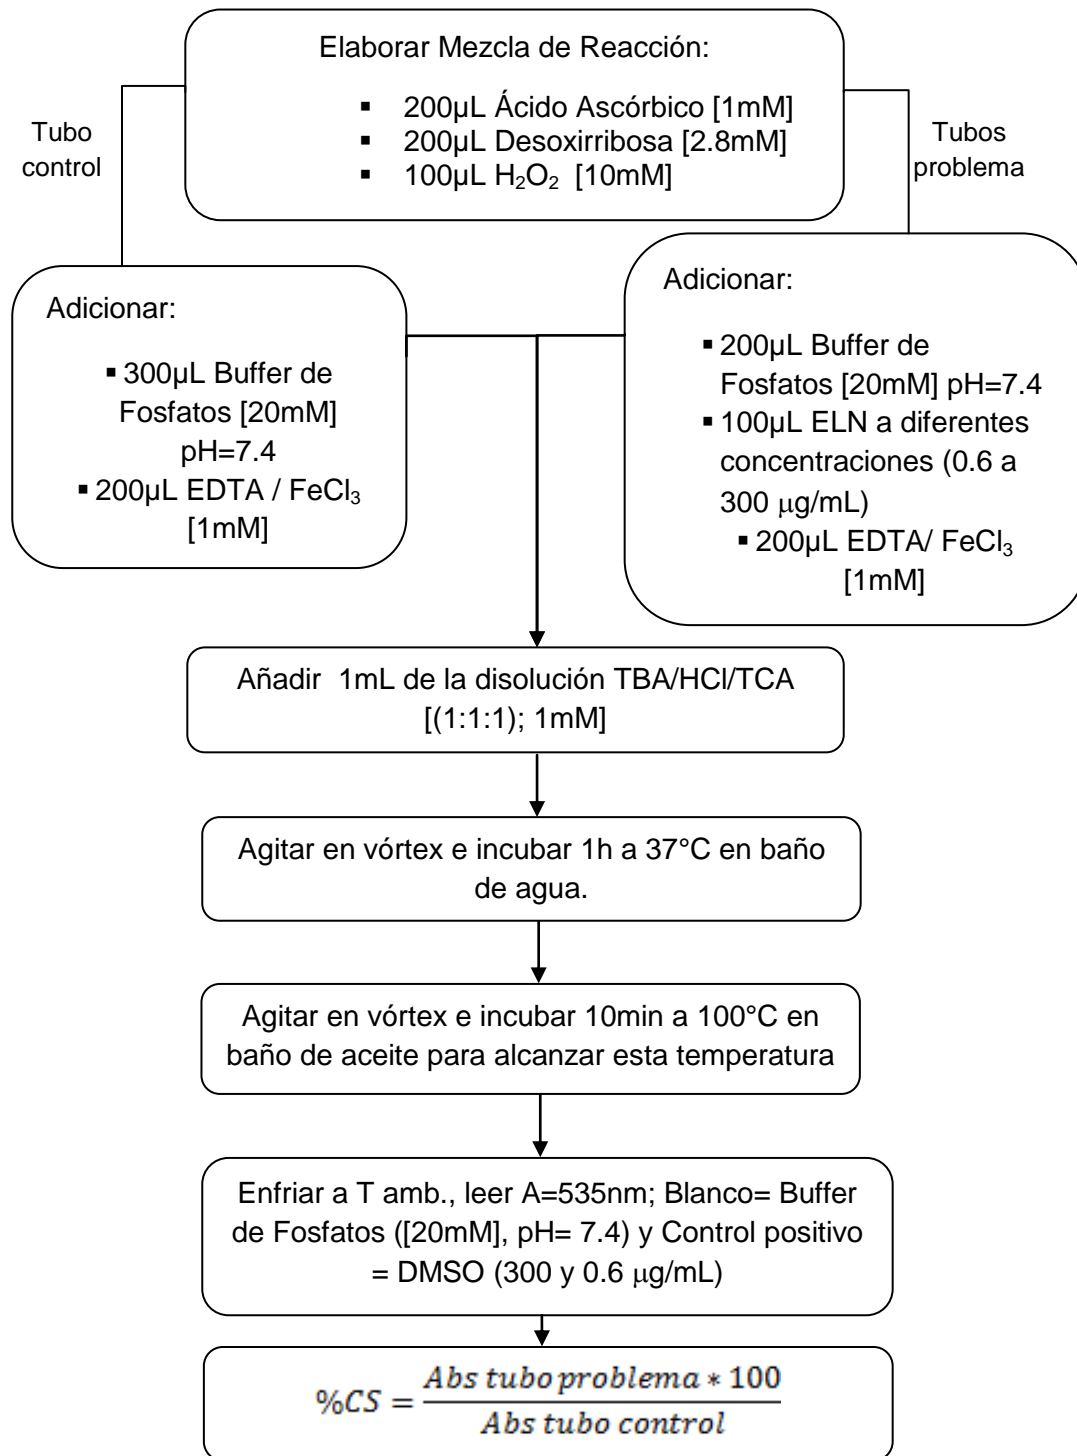 Elaborar Mezcla de Reacción:
▪ 200µL Ácido Ascórbico [1mM]
▪ 200µL Desoxirribosa [2.8mM]
▪ 100µL H₂O₂ [10mM]
Tubo
control
Tubos
problema
Adicionar:
▪ 300µL Buffer de
Fosfatos [20mM]
pH=7.4
▪ 200µL EDTA / FeCl₃
[1mM]
Adicionar:
▪ 200µL Buffer de
Fosfatos [20mM] pH=7.4
▪ 100µL ELN a diferentes
concentraciones (0.6 a
300 µg/mL)
▪ 200µL EDTA/ FeCl₃
[1mM]
Añadir 1mL de la disolución TBA/HCl/TCA
[(1:1:1); 1mM]
Agitar en vórtex e incubar 1h a 37°C en baño
de agua.
Agitar en vórtex e incubar 10min a 100°C en
baño de aceite para alcanzar esta temperatura
Enfriar a T amb., leer A=535nm; Blanco= Buffer
de Fosfatos ([20mM], pH= 7.4) y Control positivo
= DMSO (300 y 0.6 µg/mL)
Abs tubo problema * 100
%CS =
Abs tubo control